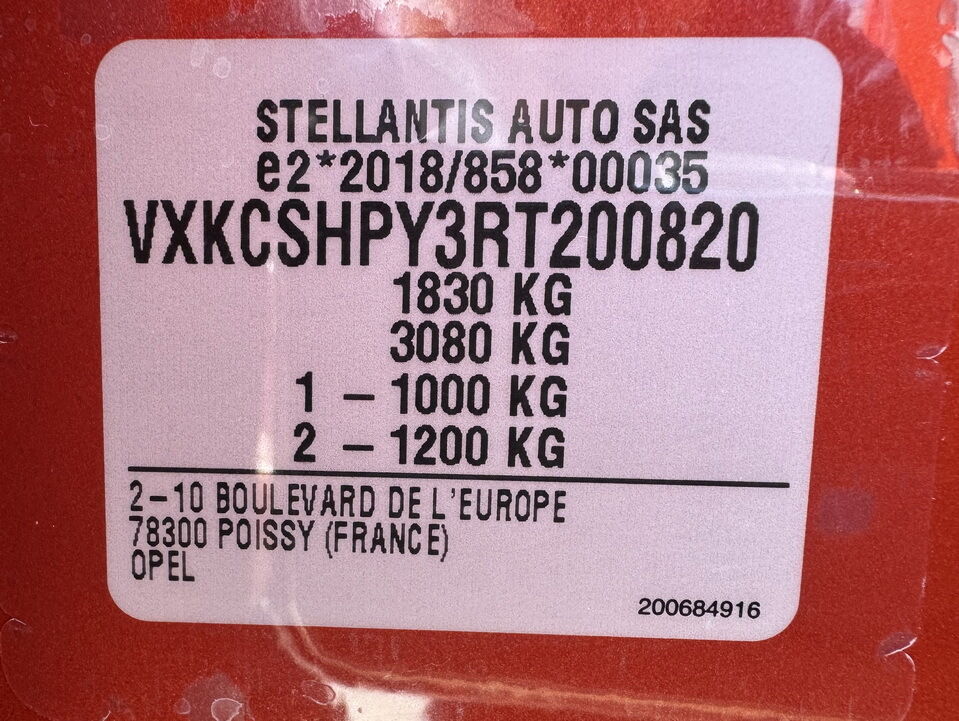 STELLANTIS AUTO SAS
e2*2018/858*00035
VXKCSHPY3RT200820
1830 KG
3080 KG
1 – 1000 KG
2 – 1200 KG
2-10 BOULEVARD DE L'EUROPE
78300 POISSY (FRANCE)
OPEL
200684916